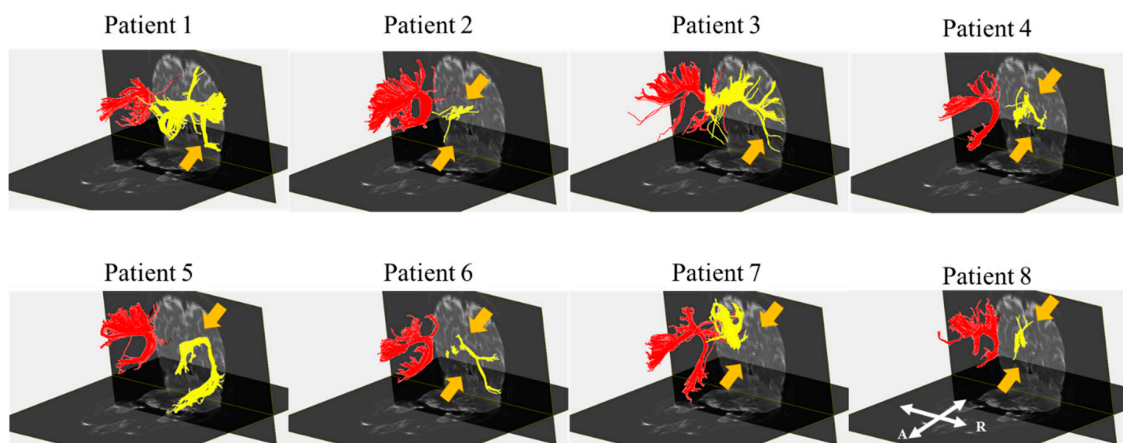 Patient 1
Patient 2
Patient 3
Patient 4
Patient 5
Patient 6
Patient 7
Patient 8
A
R